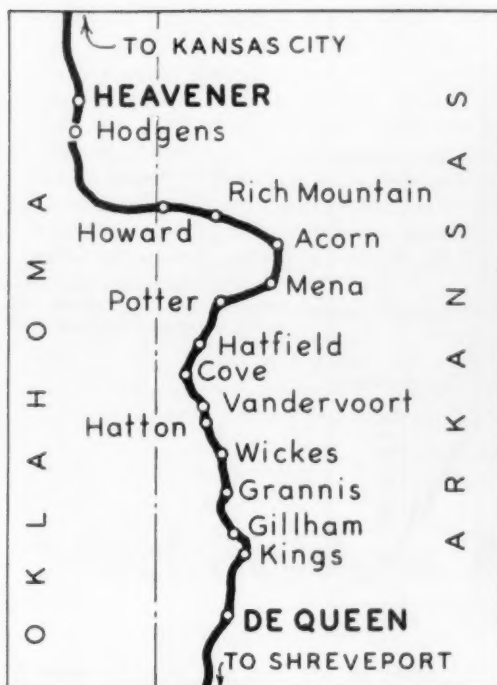 TO KANSAS CITY
HEAVENER
Hodgens
Rich Mountain
Howard
Acorn
Mena
Potter
Hatfield
Cove
Vandervoort
Hatton
Wickes
Grannis
Gillham
Kings
DE QUEEN
TO SHREVEPORT
OKLAHOMA
ARKANSAS